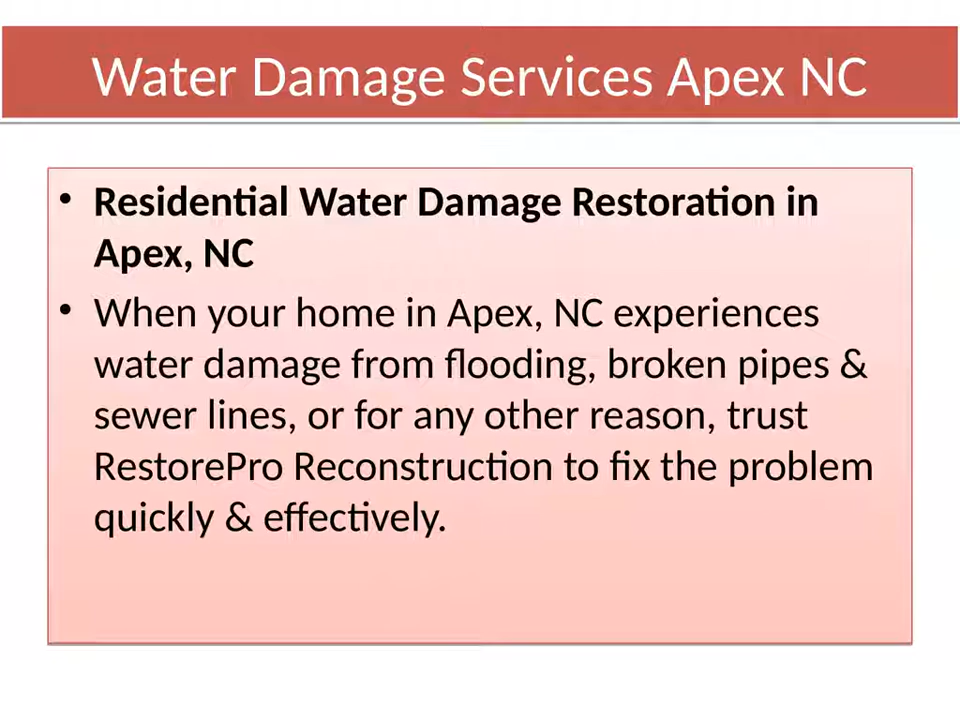 Water Damage Services Apex NC
• Residential Water Damage Restoration in
Apex, NC
• When your home in Apex, NC experiences
water damage from flooding, broken pipes &
sewer lines, or for any other reason, trust
RestorePro Reconstruction to fix the problem
quickly & effectively.